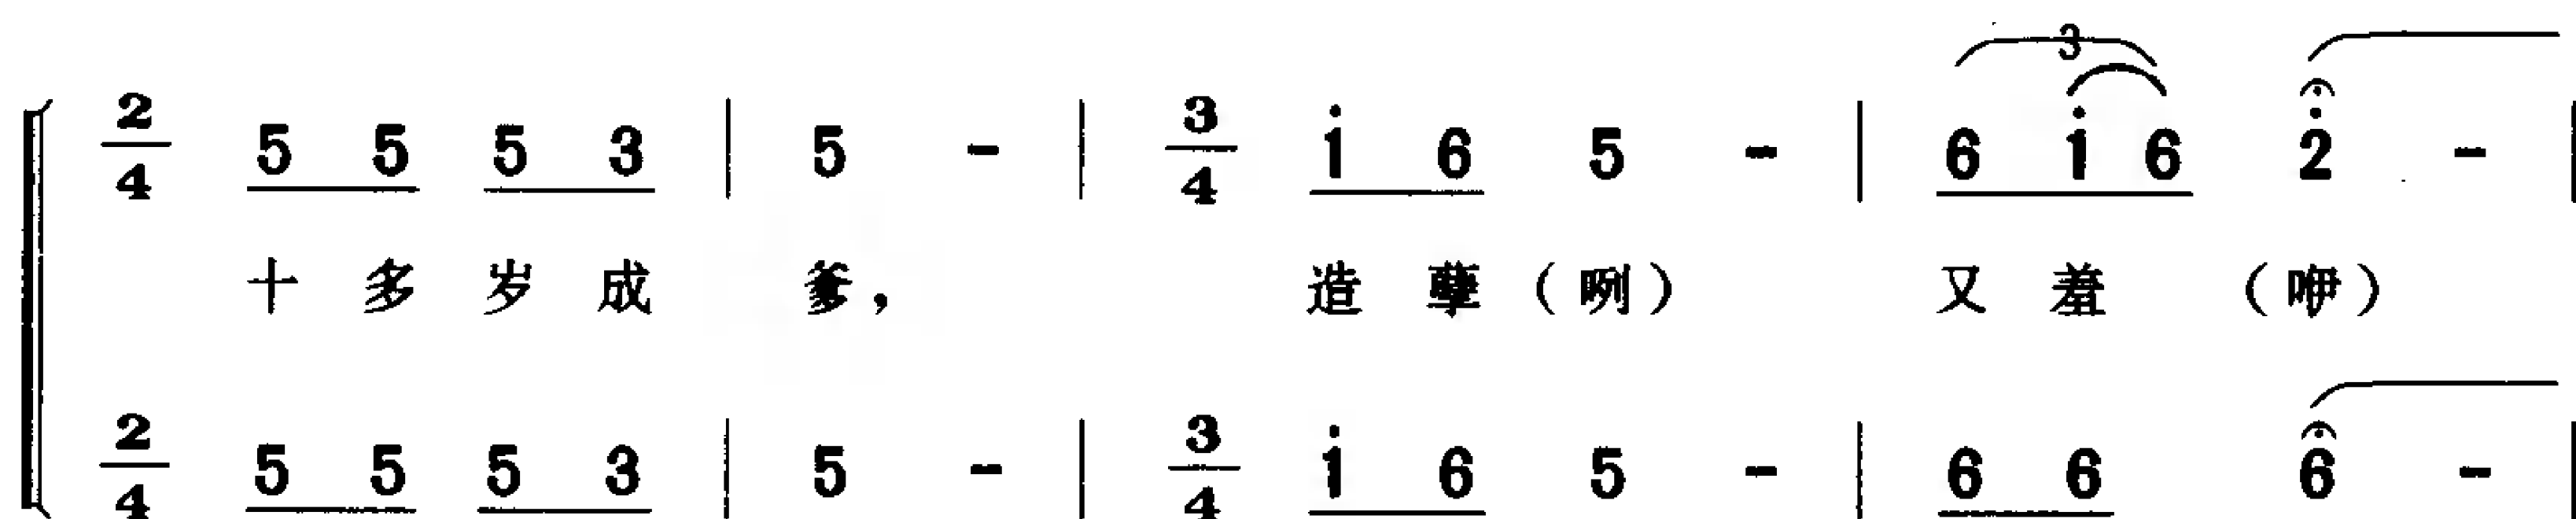 3
2/4 5 5 5 3 | 5 - | 3/4 i 6 5 - | 6 i 6 2̇ - |
十 多 岁 成 爹, 造 孽 (咧) 又 羞 (咿)
2/4 5 5 5 3 | 5 - | 3/4 i 6 5 - | 6 6 6 - |